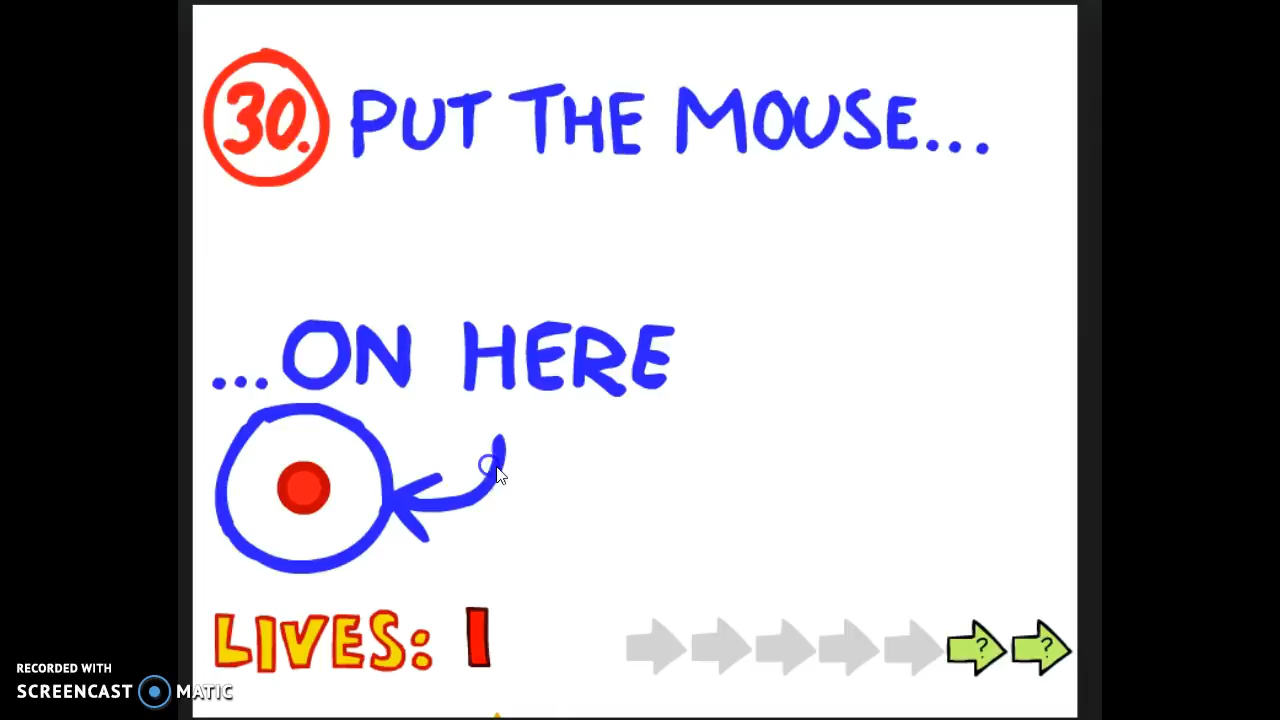 30. PUT THE MOUSE...
...ON HERE
LIVES: 1
? ?
RECORDED WITH
SCREENCAST MATIC